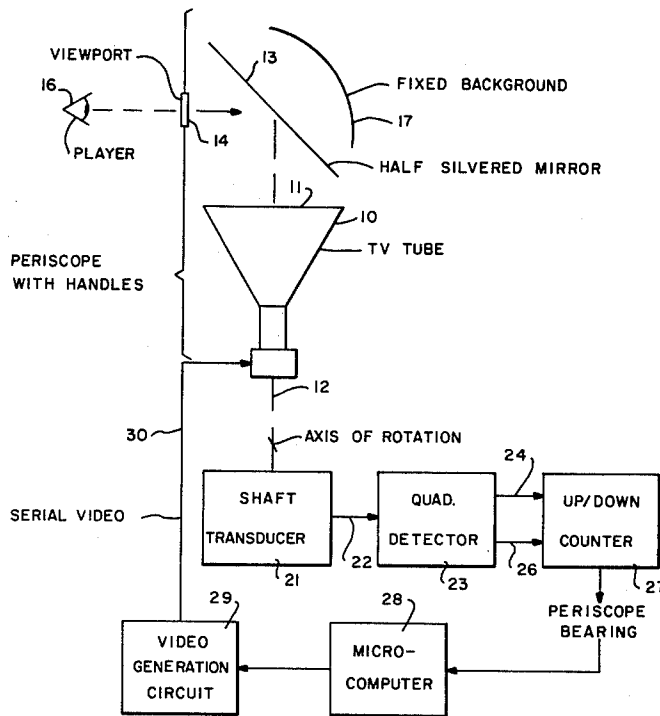 VIEWPORT
13
16
FIXED BACKGROUND
14
17
PLAYER
HALF SILVERED MIRROR
11
10
TV TUBE
PERISCOPE
WITH HANDLES
12
30
AXIS OF ROTATION
24
SERIAL VIDEO
SHAFT
TRANSDUCER
21
22
QUAD.
DETECTOR
23
26
UP/DOWN
COUNTER
27
PERISCOPE
BEARING
29
VIDEO
GENERATION
CIRCUIT
28
MICRO-
COMPUTER